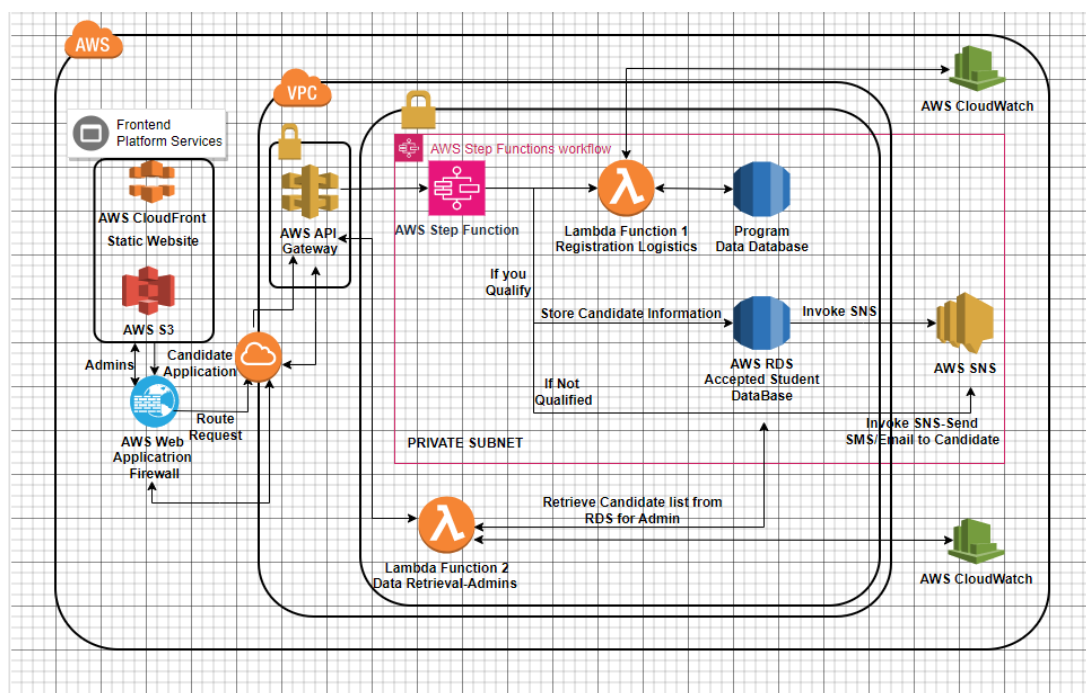 AWS
VPC
Frontend
Platform Services
AWS CloudFront
Static Website
AWS S3
Admins
Candidate
Application
Route
Request
AWS Web
Applicatrion
Firewall
AWS API
Gateway
AWS Step Functions workflow
AWS Step Function
Lambda Function 1
Registration Logistics
Program
Data Database
AWS CloudWatch
If you
Qualify
Store Candidate Information
Invoke SNS
AWS RDS
Accepted Student
DataBase
AWS SNS
If Not
Qualified
Invoke SNS-Send
SMS/Email to Candidate
PRIVATE SUBNET
Retrieve Candidate list from
RDS for Admin
Lambda Function 2
Data Retrieval-Admins
AWS CloudWatch